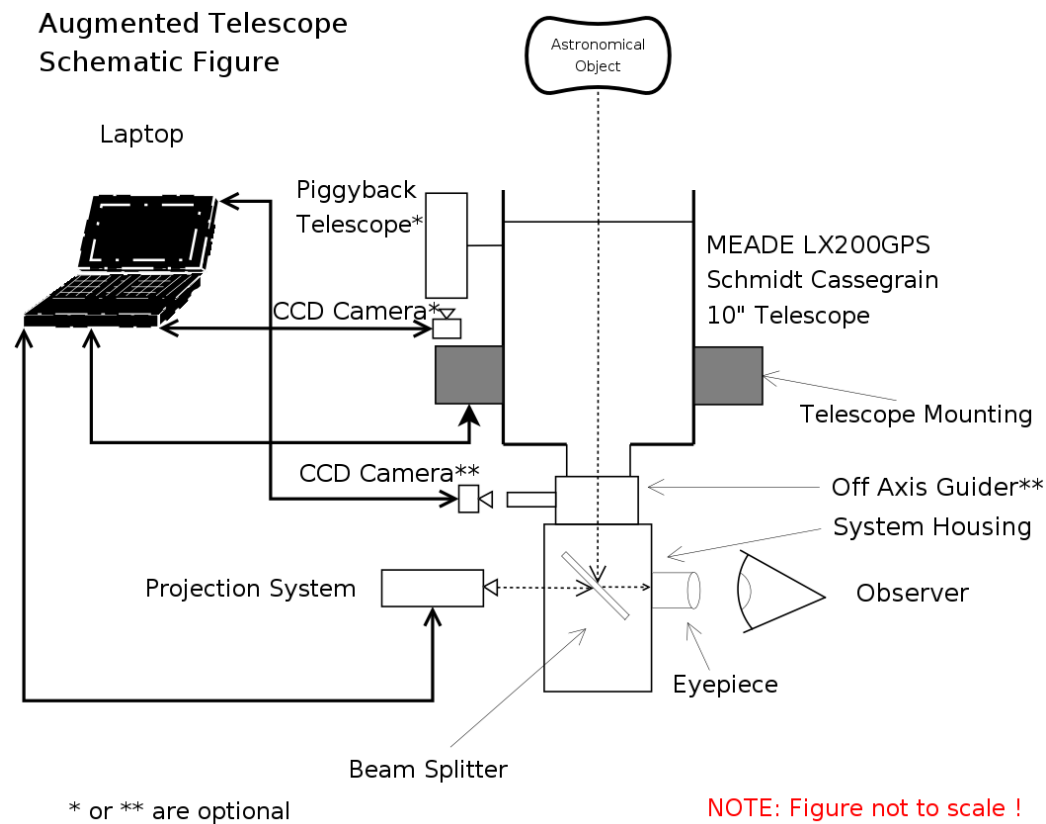 Augmented Telescope
Schematic Figure
Astronomical
Object
Laptop
Piggyback
Telescope*
MEADE LX200GPS
Schmidt Cassegrain
10" Telescope
CCD Camera*
Telescope Mounting
CCD Camera**
Off Axis Guider**
System Housing
Projection System
Observer
Eyepiece
Beam Splitter
* or ** are optional
NOTE: Figure not to scale !